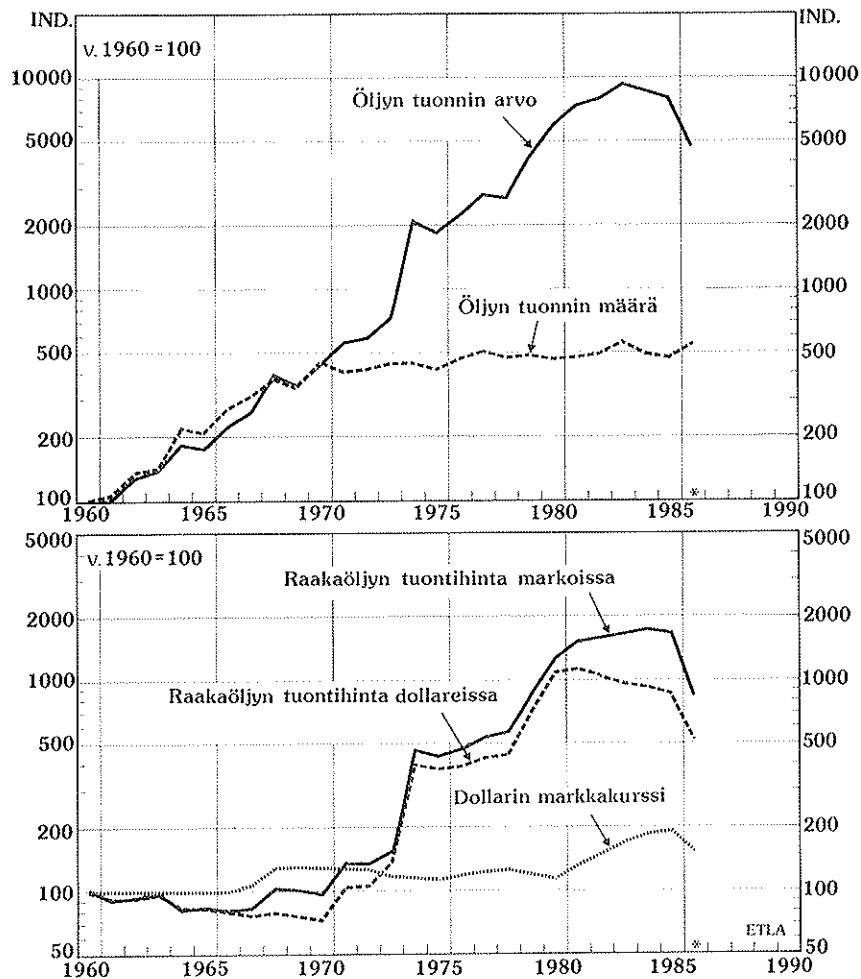 IND. IND.
v. 1960 = 100
10000 10000
Öljyn tuonnin arvo
5000 5000
2000 2000
1000 1000
Öljyn tuonnin määrä
500 500
200 200
100 * 100
1960 1965 1970 1975 1980 1985 1990
5000 5000
v. 1960 = 100
Raakaöljyn tuontihinta markoissa
2000 2000
1000 1000
Raakaöljyn tuontihinta dollareissa
500 500
Dollarin markkakurssi
200 200
100 100
ETLA
50 * 50
1960 1965 1970 1975 1980 1985 1990